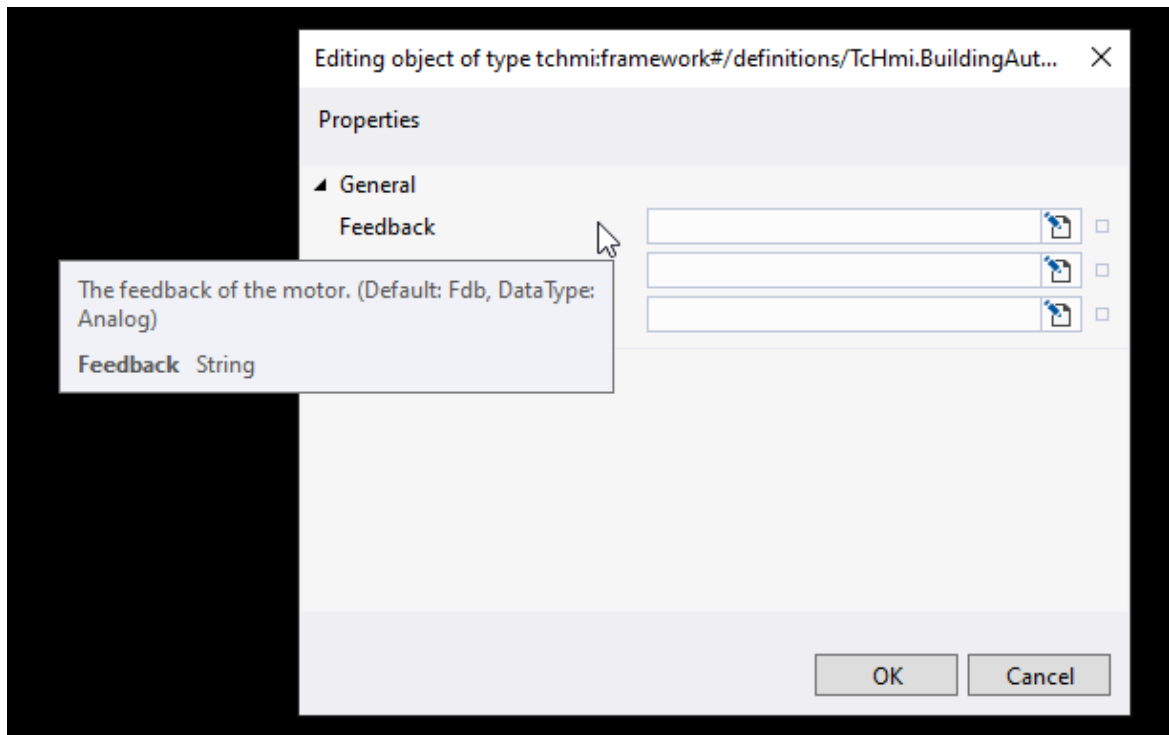 Editing object of type tchmi:framework#/definitions/TcHmi.BuildingAut...
Properties
General
Feedback
The feedback of the motor. (Default: Fdb, DataType:
Analog)
Feedback String
OK
Cancel